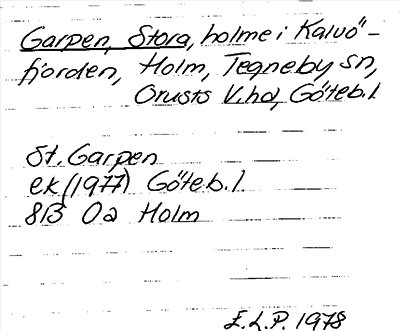 Garpen, Stora, holme i Kalvö-
fjorden, Holm, Tegneby sn,
Orusts V.hd, Göteb.l.
St. Garpen
ek (1977) Göteb.l.
8B 0a Holm
E.L.P. 1978